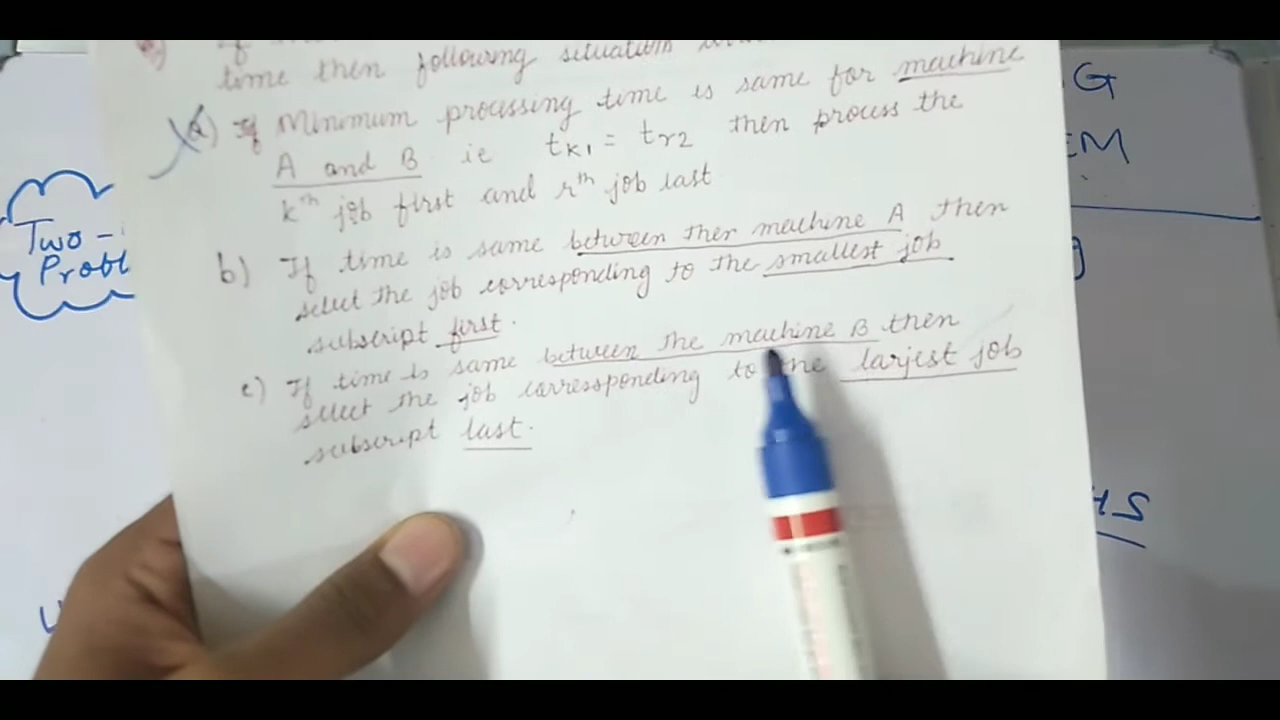 time then following situation
(a) If Minimum processing time is same for machine
A and B ie tK1 = tr2 then process the
kth job first and rth job last
b) If time is same between ther machine A then
select the job corresponding to the smallest job
subscript first.
c) If time is same between the machine B then
select the job corressponding to the larjest job
subscript last.
Two -
Probl
G
EM
HS